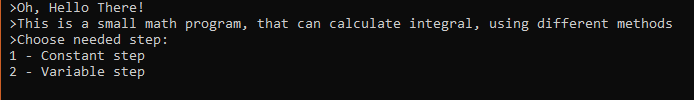 >Oh, Hello There!
>This is a small math program, that can calculate integral, using different methods
>Choose needed step:
1 - Constant step
2 - Variable step